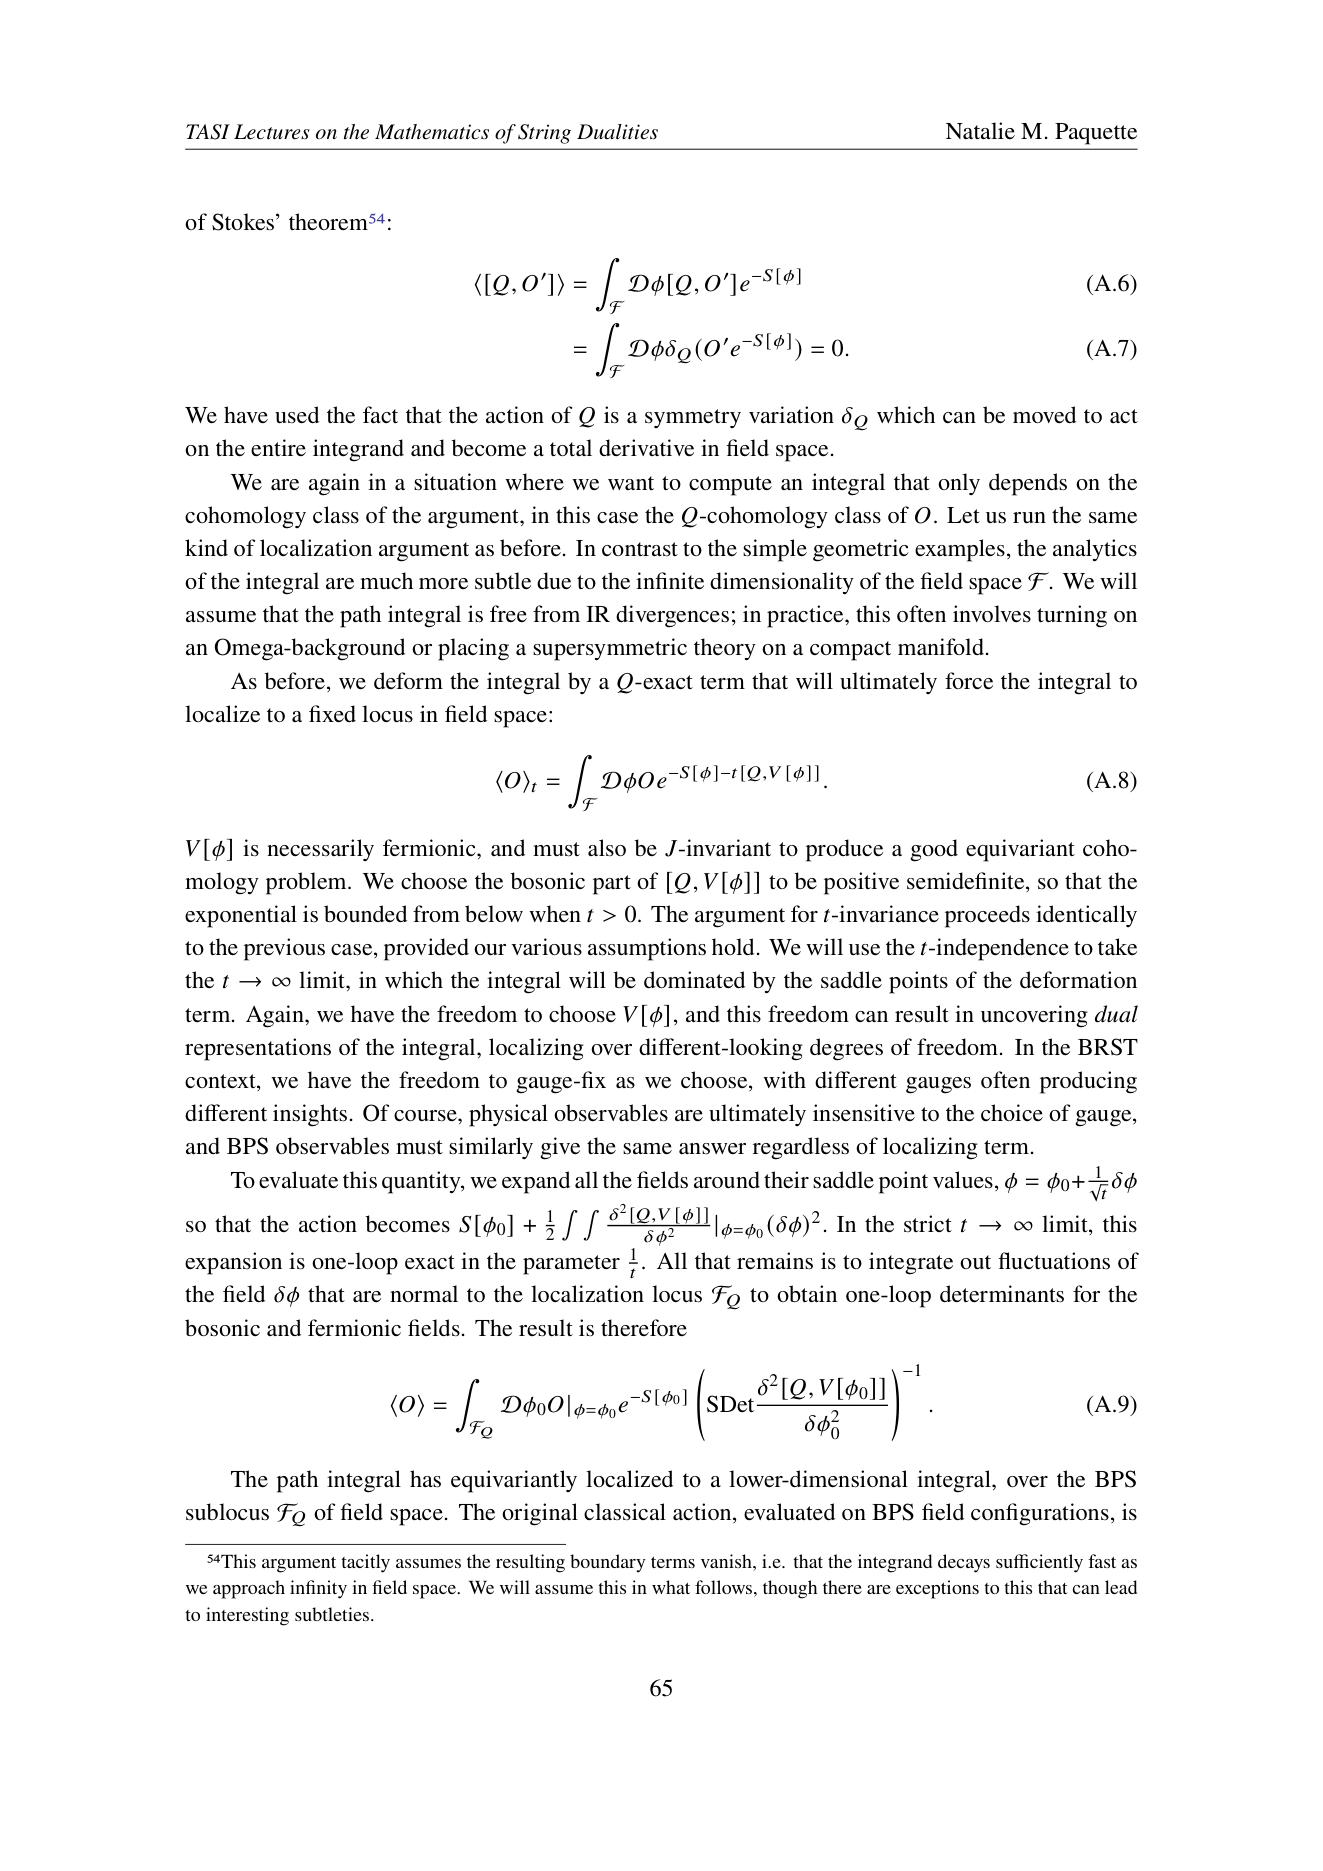 TASI Lectures on the Mathematics of String Dualities Natalie M. Paquette
of Stokes’ theorem⁵⁴:
⟨[Q, O′]⟩ = ∫_ℱ 𝒟ϕ[Q, O′]e^{−S[ϕ]} (A.6)
= ∫_ℱ 𝒟ϕδ_Q(O′e^{−S[ϕ]}) = 0. (A.7)
We have used the fact that the action of Q is a symmetry variation δ_Q which can be moved to act
on the entire integrand and become a total derivative in field space.
We are again in a situation where we want to compute an integral that only depends on the
cohomology class of the argument, in this case the Q-cohomology class of O. Let us run the same
kind of localization argument as before. In contrast to the simple geometric examples, the analytics
of the integral are much more subtle due to the infinite dimensionality of the field space ℱ. We will
assume that the path integral is free from IR divergences; in practice, this often involves turning on
an Omega-background or placing a supersymmetric theory on a compact manifold.
As before, we deform the integral by a Q-exact term that will ultimately force the integral to
localize to a fixed locus in field space:
⟨O⟩_t = ∫_ℱ 𝒟ϕOe^{−S[ϕ]−t[Q,V[ϕ]]}. (A.8)
V[ϕ] is necessarily fermionic, and must also be J-invariant to produce a good equivariant coho-
mology problem. We choose the bosonic part of [Q, V[ϕ]] to be positive semidefinite, so that the
exponential is bounded from below when t > 0. The argument for t-invariance proceeds identically
to the previous case, provided our various assumptions hold. We will use the t-independence to take
the t → ∞ limit, in which the integral will be dominated by the saddle points of the deformation
term. Again, we have the freedom to choose V[ϕ], and this freedom can result in uncovering dual
representations of the integral, localizing over different-looking degrees of freedom. In the BRST
context, we have the freedom to gauge-fix as we choose, with different gauges often producing
different insights. Of course, physical observables are ultimately insensitive to the choice of gauge,
and BPS observables must similarly give the same answer regardless of localizing term.
To evaluate this quantity, we expand all the fields around their saddle point values, ϕ = ϕ₀+\frac{1}{√t}δϕ
so that the action becomes S[ϕ₀] + \frac{1}{2} ∫ ∫ \frac{δ²[Q,V[ϕ]]}{δϕ²}|_{ϕ=ϕ₀}(δϕ)². In the strict t → ∞ limit, this
expansion is one-loop exact in the parameter \frac{1}{t}. All that remains is to integrate out fluctuations of
the field δϕ that are normal to the localization locus ℱ_Q to obtain one-loop determinants for the
bosonic and fermionic fields. The result is therefore
⟨O⟩ = ∫_{ℱ_Q} 𝒟ϕ₀O|_{ϕ=ϕ₀}e^{−S[ϕ₀]} (SDet\frac{δ²[Q, V[ϕ₀]]}{δϕ₀²})^{−1}. (A.9)
The path integral has equivariantly localized to a lower-dimensional integral, over the BPS
sublocus ℱ_Q of field space. The original classical action, evaluated on BPS field configurations, is
⁵⁴This argument tacitly assumes the resulting boundary terms vanish, i.e. that the integrand decays sufficiently fast as
we approach infinity in field space. We will assume this in what follows, though there are exceptions to this that can lead
to interesting subtleties.
65